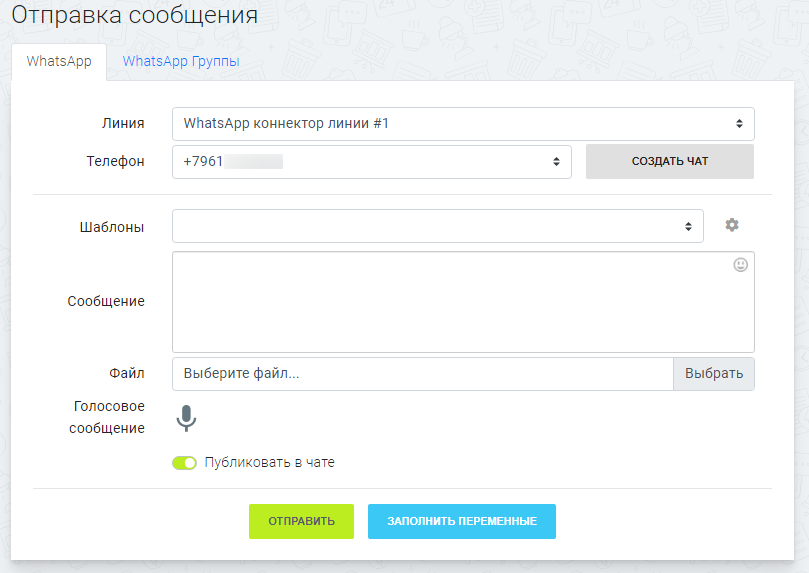 Отправка сообщения
WhatsApp WhatsApp Группы
Линия WhatsApp коннектор линии #1
Телефон +7961 СОЗДАТЬ ЧАТ
Шаблоны
Сообщение
Файл Выберите файл... Выбрать
Голосовое
сообщение
Публиковать в чате
ОТПРАВИТЬ ЗАПОЛНИТЬ ПЕРЕМЕННЫЕ